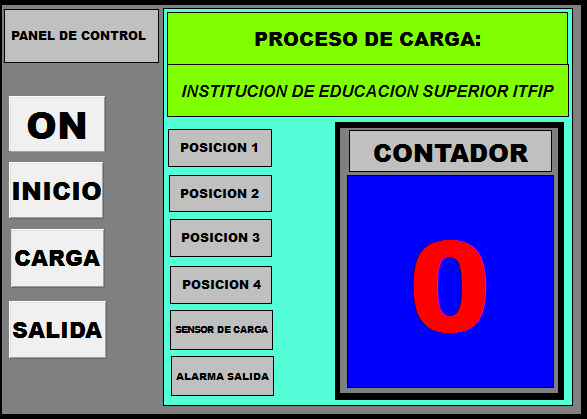 PANEL DE CONTROL
ON
INICIO
CARGA
SALIDA
PROCESO DE CARGA:
INSTITUCION DE EDUCACION SUPERIOR ITFIP
POSICION 1
POSICION 2
POSICION 3
POSICION 4
SENSOR DE CARGA
ALARMA SALIDA
CONTADOR
0